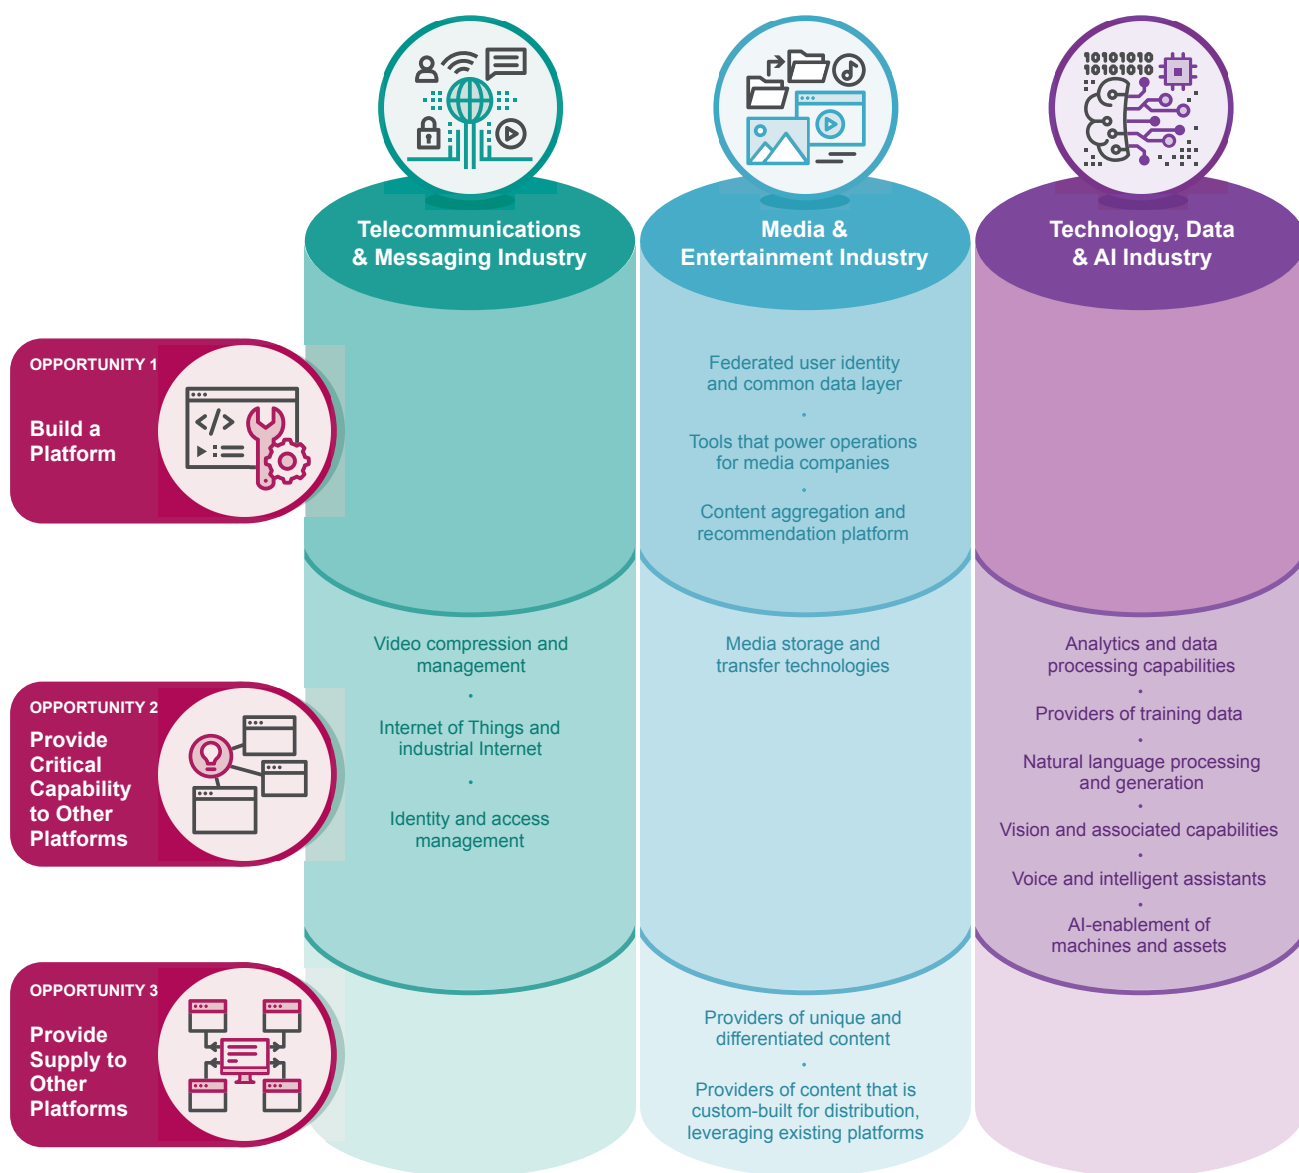 10101010
10101010
Telecommunications
& Messaging Industry
Media &
Entertainment Industry
Technology, Data
& AI Industry
OPPORTUNITY 1
Build a
Platform
Federated user identity
and common data layer
•
Tools that power operations
for media companies
•
Content aggregation and
recommendation platform
OPPORTUNITY 2
Provide
Critical
Capability
to Other
Platforms
Video compression and
management
•
Internet of Things and
industrial Internet
•
Identity and access
management
Media storage and
transfer technologies
Analytics and data
processing capabilities
•
Providers of training data
•
Natural language processing
and generation
•
Vision and associated capabilities
•
Voice and intelligent assistants
•
AI-enablement of
machines and assets
OPPORTUNITY 3
Provide
Supply to
Other
Platforms
Providers of unique and
differentiated content
•
Providers of content that is
custom-built for distribution,
leveraging existing platforms